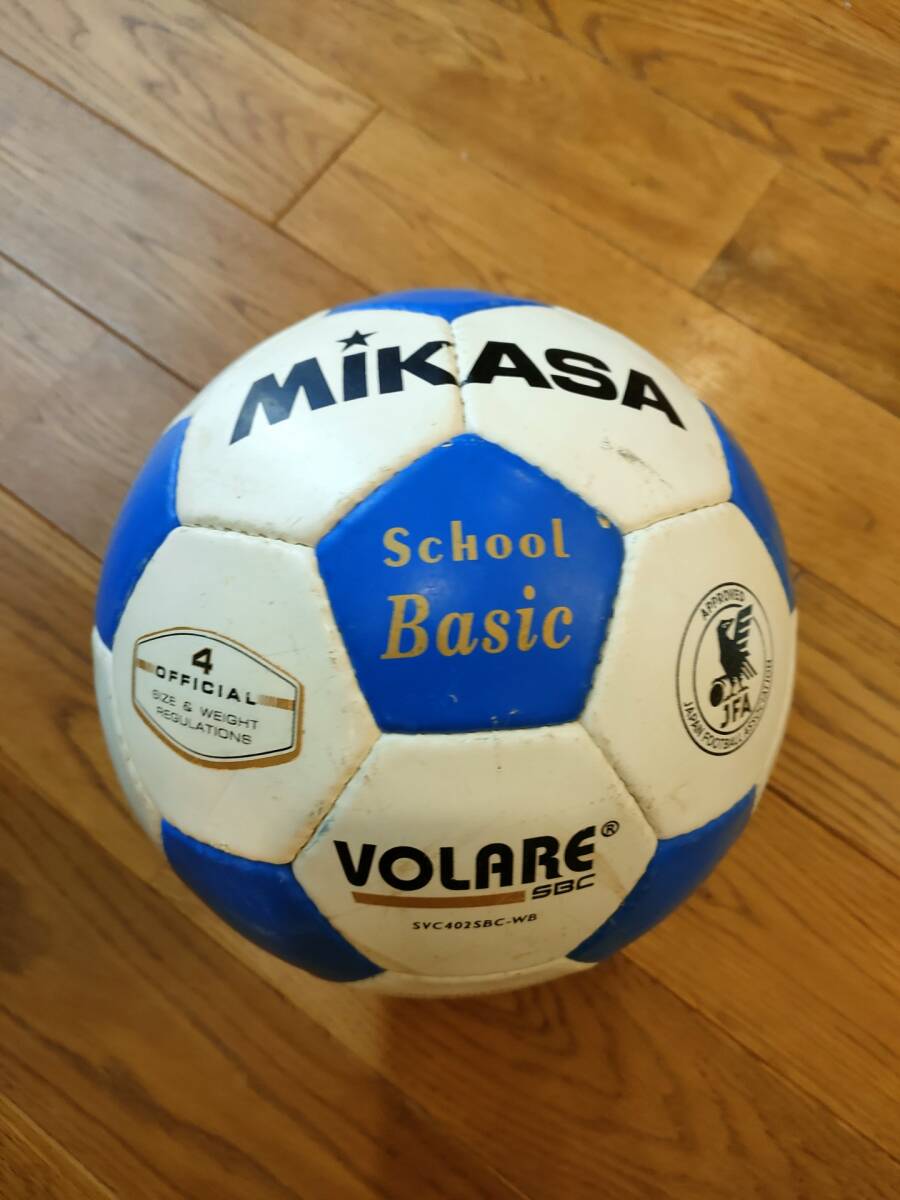 MIKASA
School
Basic
4
OFFICIAL
SIZE & WEIGHT
REGULATIONS
APPROVED
JFA
JAPAN FOOTBALL ASSOCIATION
VOLARE®
SBC
SVC402SBC-WB